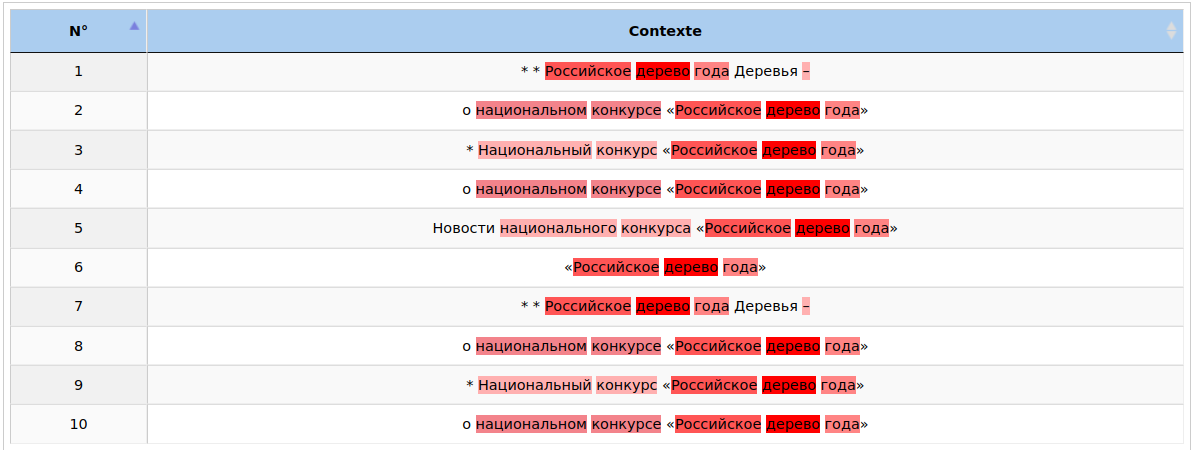 N° Contexte
1 * * Российское дерево года Деревья –
2 о национальном конкурсе «Российское дерево года»
3 * Национальный конкурс «Российское дерево года»
4 о национальном конкурсе «Российское дерево года»
5 Новости национального конкурса «Российское дерево года»
6 «Российское дерево года»
7 * * Российское дерево года Деревья –
8 о национальном конкурсе «Российское дерево года»
9 * Национальный конкурс «Российское дерево года»
10 о национальном конкурсе «Российское дерево года»